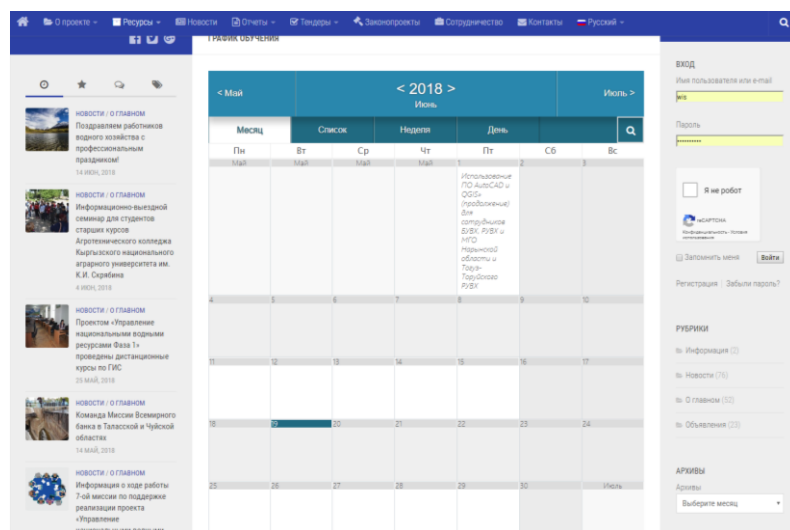 О проекте
Ресурсы
Новости
Отчеты
Тендеры
Законопроекты
Сотрудничество
Контакты
Русский
ГРАФИК ОБУЧЕНИЯ
НОВОСТИ / О ГЛАВНОМ
Поздравляем работников
водного хозяйства с
профессиональным
праздником!
14 ИЮН, 2018
НОВОСТИ / О ГЛАВНОМ
Информационно-выездной
семинар для студентов
старших курсов
Агротехнического колледжа
Кыргызского национального
аграрного университета им.
К.И. Скрябина
4 ИЮН, 2018
НОВОСТИ / О ГЛАВНОМ
Проектом «Управление
национальными водными
ресурсами Фаза 1»
проведены дистанционные
курсы по ГИС
25 МАЙ, 2018
НОВОСТИ / О ГЛАВНОМ
Команда Миссии Всемирного
банка в Таласской и Чуйской
областях
14 МАЙ, 2018
НОВОСТИ / О ГЛАВНОМ
Информация о ходе работы
7-ой миссии по поддержке
реализации проекта
«Управление
< Май
< 2018 >
Июнь
Июль >
Месяц
Список
Неделя
День
Пн Вт Ср Чт Пт Сб Вс
Май Май Май Май 1 2 3
Использование
ПО AutoCAD и
QGIS»
(продолжение)
для
сотрудников
БУВХ, РУВХ и
МГО
Нарынской
области и
Тогуз-
Торуйского
РУВХ
4 5 6 7 8 9 10
11 12 13 14 15 16 17
18 19 20 21 22 23 24
25 26 27 28 29 30 Июль
ВХОД
Имя пользователя или e-mail
wis
Пароль
Я не робот
reCAPTCHA
Конфиденциальность - Условия
использования
Запомнить меня
Войти
Регистрация | Забыли пароль?
РУБРИКИ
Информация (2)
Новости (76)
О главном (52)
Объявления (23)
АРХИВЫ
Архивы
Выберите месяц